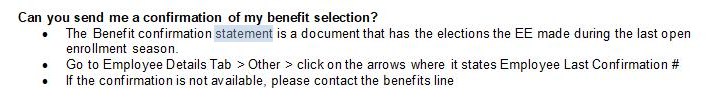 Can you send me a confirmation of my benefit selection?
• The Benefit confirmation statement is a document that has the elections the EE made during the last open
enrollment season.
• Go to Employee Details Tab > Other > click on the arrows where it states Employee Last Confirmation #
• If the confirmation is not available, please contact the benefits line